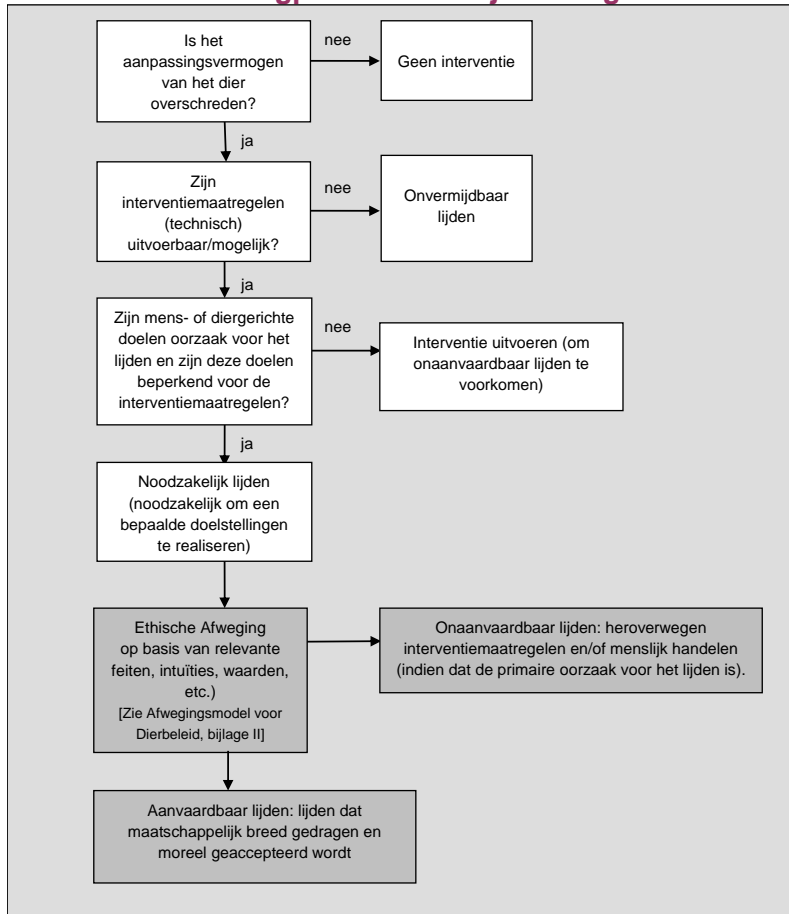 Is het
aanpassingsvermogen
van het dier
overschreden?
nee
Geen interventie
ja
Zijn
interventiemaatregelen
(technisch)
uitvoerbaar/mogelijk?
nee
Onvermijdbaar
lijden
ja
Zijn mens- of diergerichte
doelen oorzaak voor het
lijden en zijn deze doelen
beperkend voor de
interventiemaatregelen?
nee
Interventie uitvoeren (om
onaanvaardbaar lijden te
voorkomen)
ja
Noodzakelijk lijden
(noodzakelijk om een
bepaalde doelstellingen
te realiseren)
Ethische Afweging
op basis van relevante
feiten, intuïties, waarden,
etc.)
[Zie Afwegingsmodel voor
Dierbeleid, bijlage II]
Onaanvaardbaar lijden: heroverwegen
interventiemaatregelen en/of menslijk handelen
(indien dat de primaire oorzaak voor het lijden is).
Aanvaardbaar lijden: lijden dat
maatschappelijk breed gedragen en
moreel geaccepteerd wordt